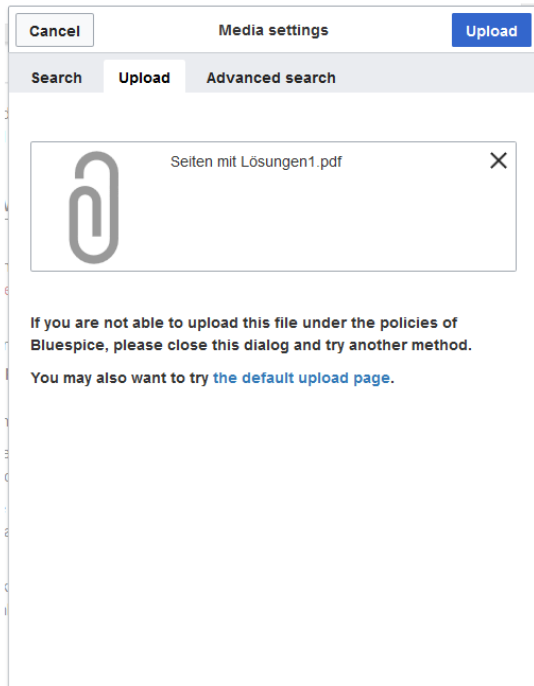 Cancel
Media settings
Upload
Search
Upload
Advanced search
Seiten mit Lösungen1.pdf
If you are not able to upload this file under the policies of
Bluespice, please close this dialog and try another method.
You may also want to try the default upload page.